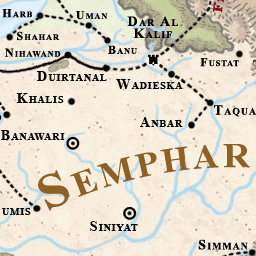 Harb
Uman
Dar Al
Kalif
Shahar
Banu
Nihawand
Fustat
Duirtanal
Wadieska
Khalis
Taqua
Anbar
Banawari
Semphar
umis
Siniyat
Simman